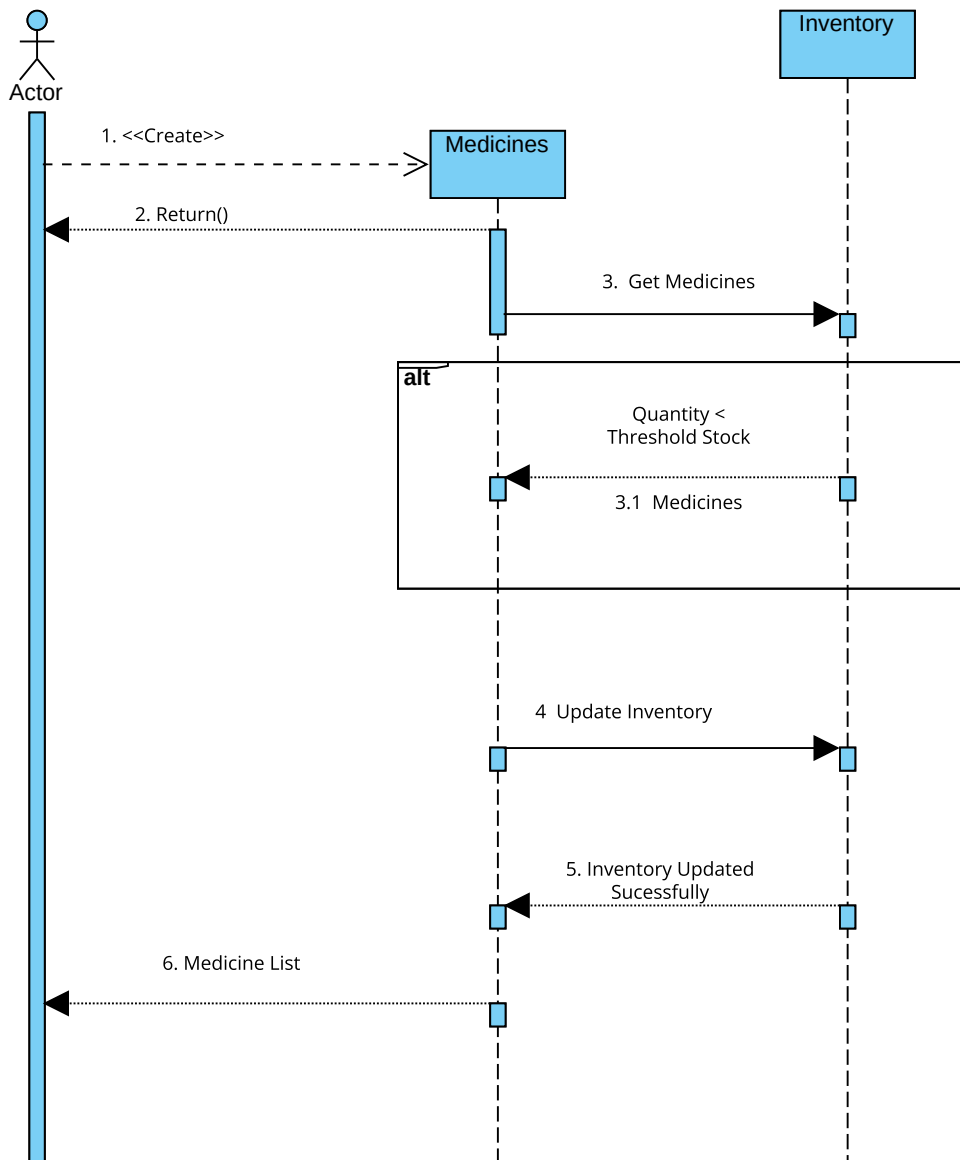 Inventory
Actor
1. <<Create>>
Medicines
2. Return()
3.  Get Medicines
alt
Quantity <
Threshold Stock
3.1  Medicines
4  Update Inventory
5. Inventory Updated
Sucessfully
6. Medicine List